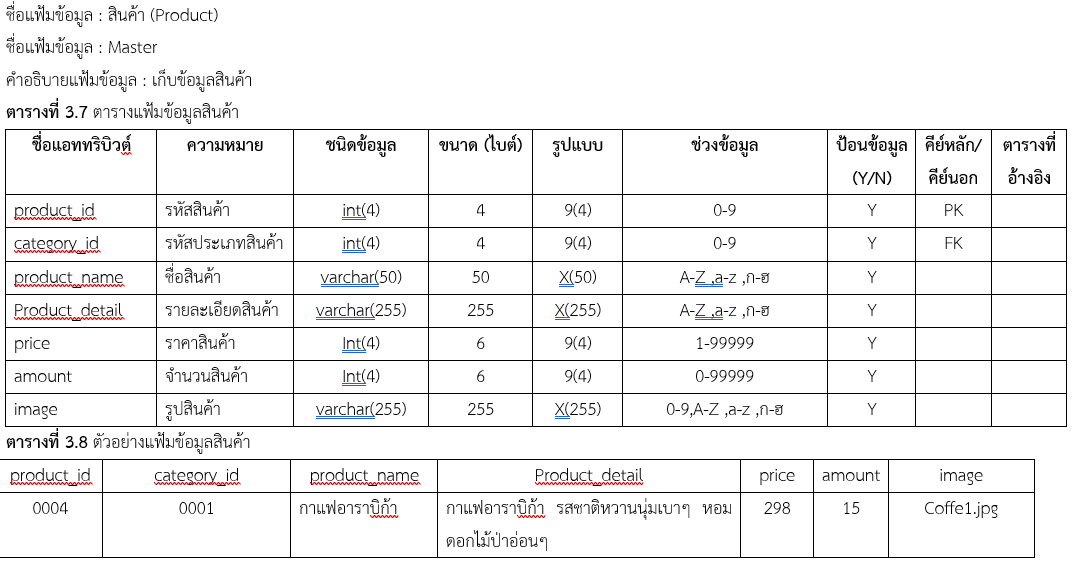 ชื่อแฟ้มข้อมูล : สินค้า (Product)
ชื่อแฟ้มข้อมูล : Master
คำอธิบายแฟ้มข้อมูล : เก็บข้อมูลสินค้า
ตารางที่ 3.7 ตารางแฟ้มข้อมูลสินค้า
ชื่อแอททริบิวต์ ความหมาย ชนิดข้อมูล ขนาด (ไบต์) รูปแบบ ช่วงข้อมูล ป้อนข้อมูล คีย์หลัก/ ตารางที่
(Y/N) คีย์นอก อ้างอิง
product_id รหัสสินค้า int(4) 4 9(4) 0-9 Y PK
category_id รหัสประเภทสินค้า int(4) 4 9(4) 0-9 Y FK
product_name ชื่อสินค้า varchar(50) 50 X(50) A-Z ,a-z ,ก-ฮ Y
Product_detail รายละเอียดสินค้า varchar(255) 255 X(255) A-Z ,a-z ,ก-ฮ Y
price ราคาสินค้า Int(4) 6 9(4) 1-99999 Y
amount จำนวนสินค้า Int(4) 6 9(4) 0-99999 Y
image รูปสินค้า varchar(255) 255 X(255) 0-9,A-Z ,a-z ,ก-ฮ Y
ตารางที่ 3.8 ตัวอย่างแฟ้มข้อมูลสินค้า
product_id category_id product_name Product_detail price amount image
0004 0001 กาแฟอาราบิก้า กาแฟอาราบิก้า รสชาติหวานนุ่มเบาๆ หอม 298 15 Coffe1.jpg
ดอกไม้ป่าอ่อนๆ